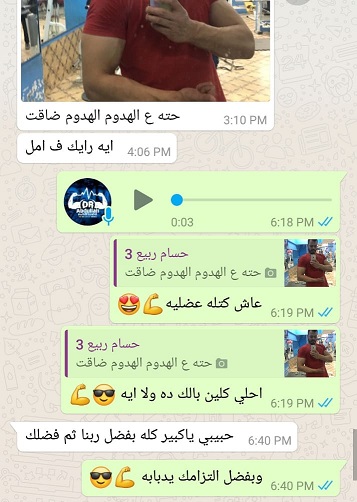 حته ع الهدوم الهدوم ضاقت
3:10 PM
ايه رايك ف امل
4:06 PM
DR
0:03
6:18 PM
حسام ربيع 3
حته ع الهدوم الهدوم ضاقت
عاش كتله عضليه 💪😍
6:19 PM
حسام ربيع 3
حته ع الهدوم الهدوم ضاقت
احلي كلين بالك ده ولا ايه 😎💪
6:19 PM
حبيبي ياكبير كله بفضل ربنا ثم فضلك
6:40 PM
وبفضل التزامك يدبابه 💪😎
6:40 PM